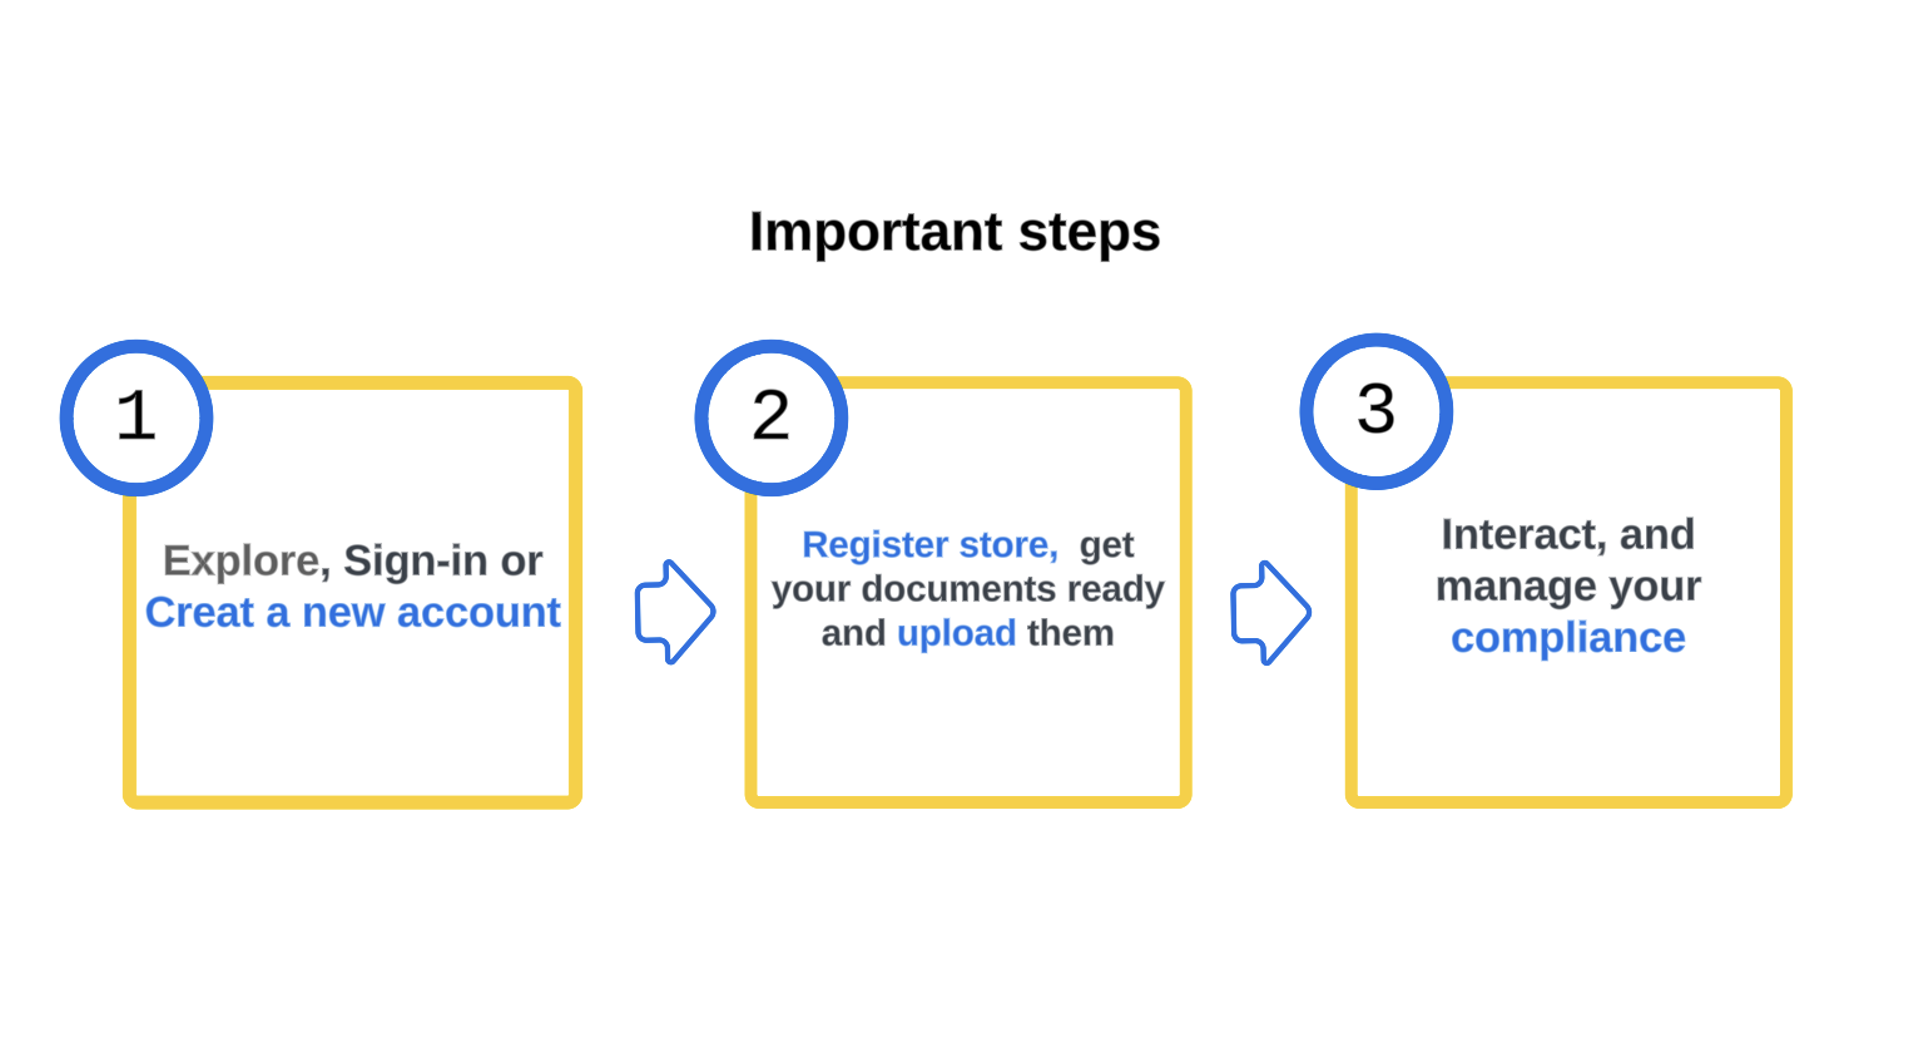 Important steps
1
Explore, Sign-in or
Creat a new account
2
Register store,  get
your documents ready
and upload them
3
Interact, and
manage your
compliance